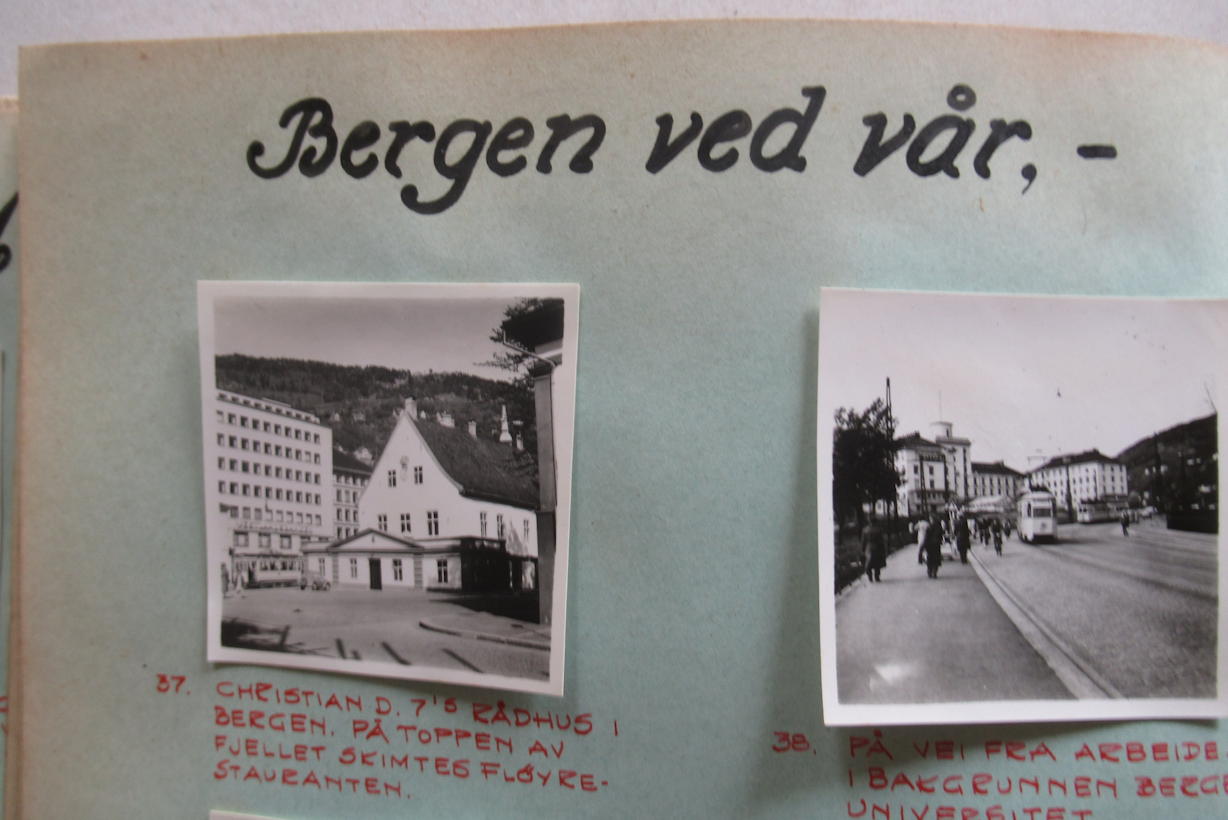 Bergen ved vår, -
37. CHRISTIAN D. 7'S RÅDHUS I
BERGEN. PÅ TOPPEN AV
FJELLET SKIMTES FLØYRE-
STAURANTEN.
38. PÅ VEI FRA ARBEIDE
I BAKGRUNNEN BERGE
UNIVERSITET